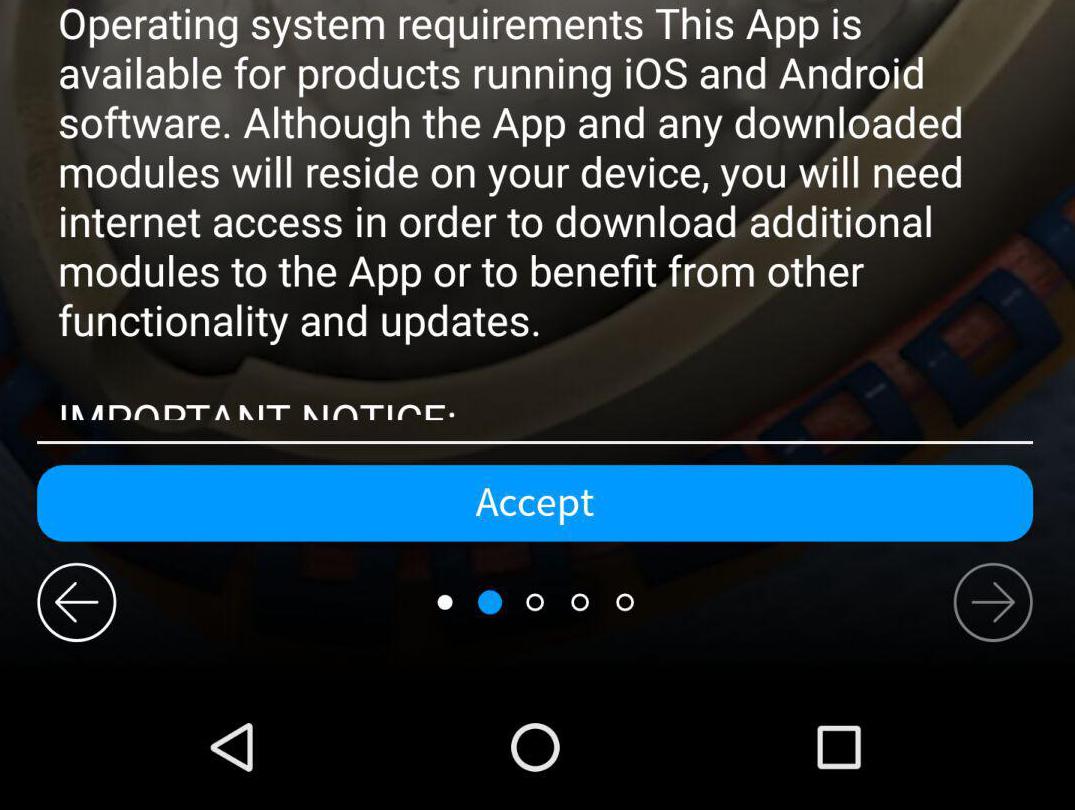 Operating system requirements This App is
available for products running iOS and Android
software. Although the App and any downloaded
modules will reside on your device, you will need
internet access in order to download additional
modules to the App or to benefit from other
functionality and updates.
IMPORTANT NOTICE:
Accept